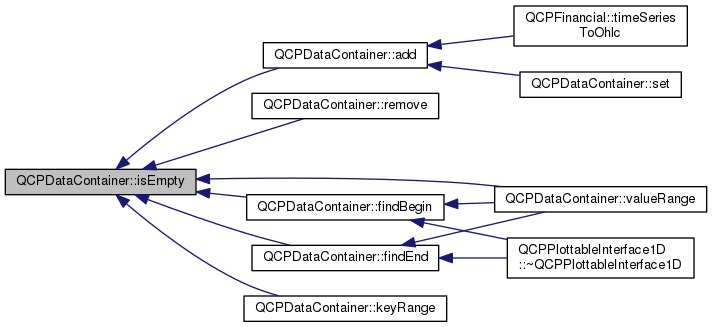 QCPFinancial::timeSeries
ToOhlc
QCPDataContainer::add
QCPDataContainer::set
QCPDataContainer::remove
QCPDataContainer::isEmpty
QCPDataContainer::valueRange
QCPDataContainer::findBegin
QCPPlottableInterface1D
::~QCPPlottableInterface1D
QCPDataContainer::findEnd
QCPDataContainer::keyRange